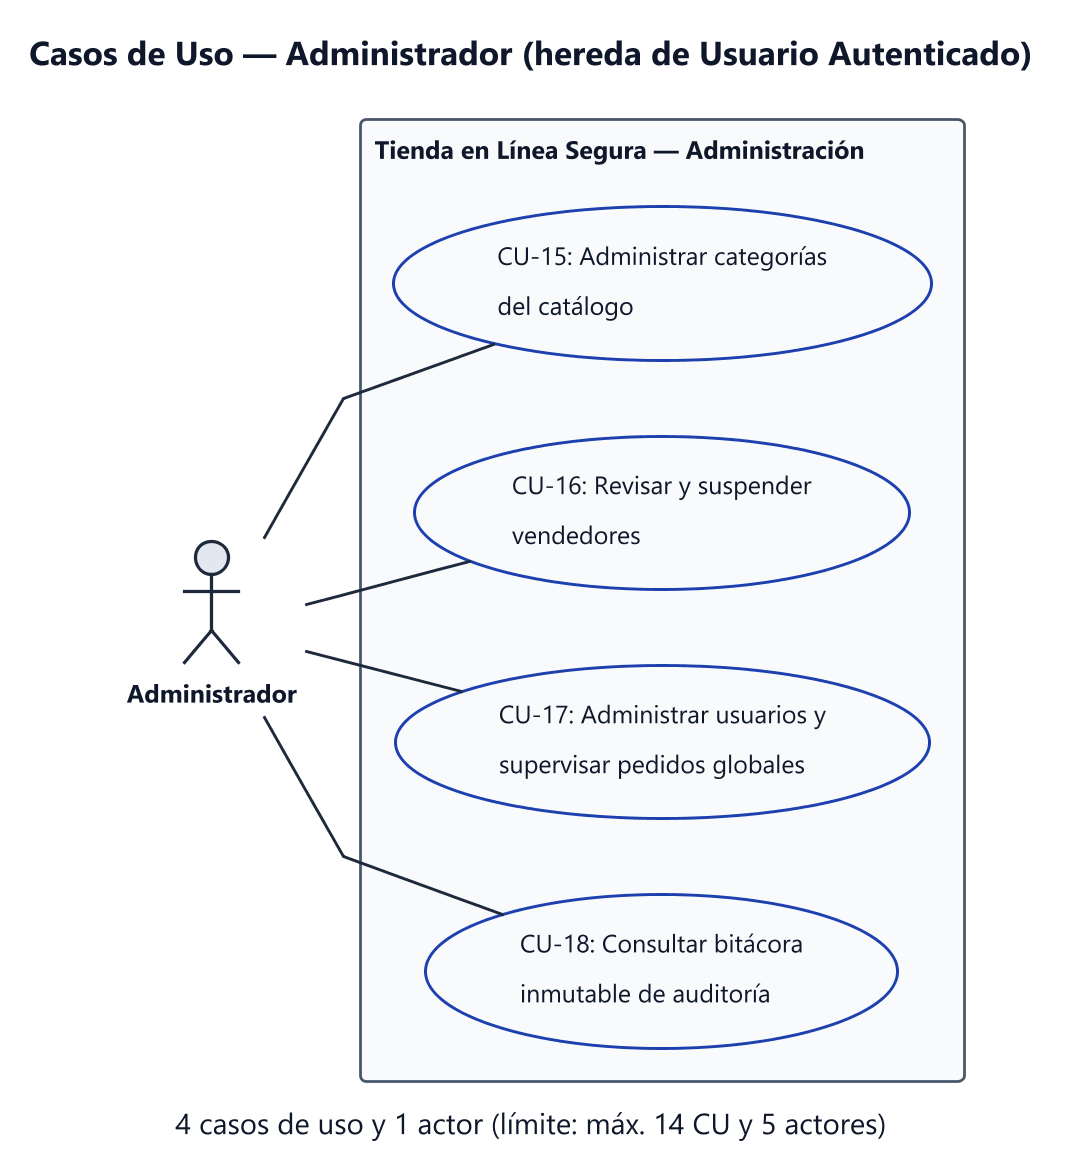 Casos de Uso — Administrador (hereda de Usuario Autenticado)
Tienda en Línea Segura — Administración
CU-15: Administrar categorías
del catálogo
CU-16: Revisar y suspender
vendedores
Administrador
CU-17: Administrar usuarios y
supervisar pedidos globales
CU-18: Consultar bitácora
inmutable de auditoría
4 casos de uso y 1 actor (límite: máx. 14 CU y 5 actores)